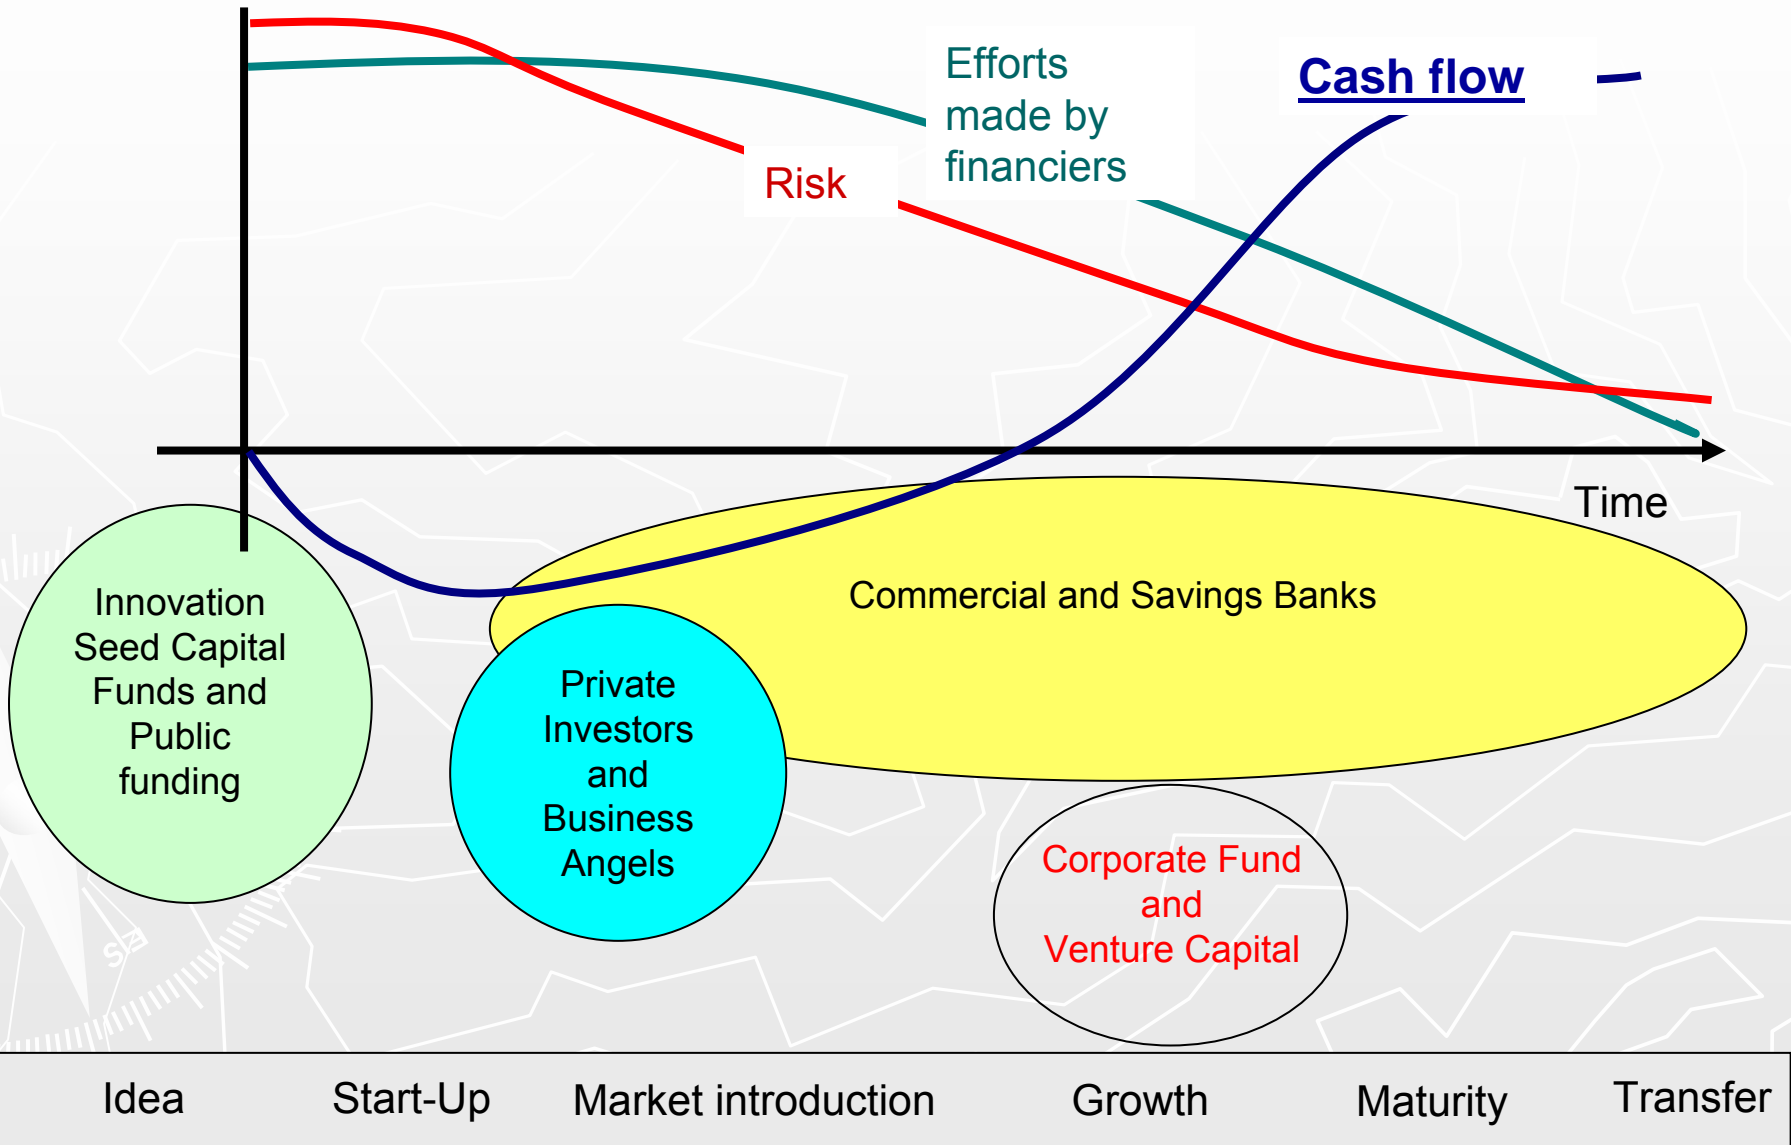 Efforts
made by
financiers
Cash flow
Risk
Time
Innovation
Seed Capital
Funds and
Public
funding
Commercial and Savings Banks
Private
Investors
and
Business
Angels
Corporate Fund
and
Venture Capital
Idea
Start-Up
Market introduction
Growth
Maturity
Transfer